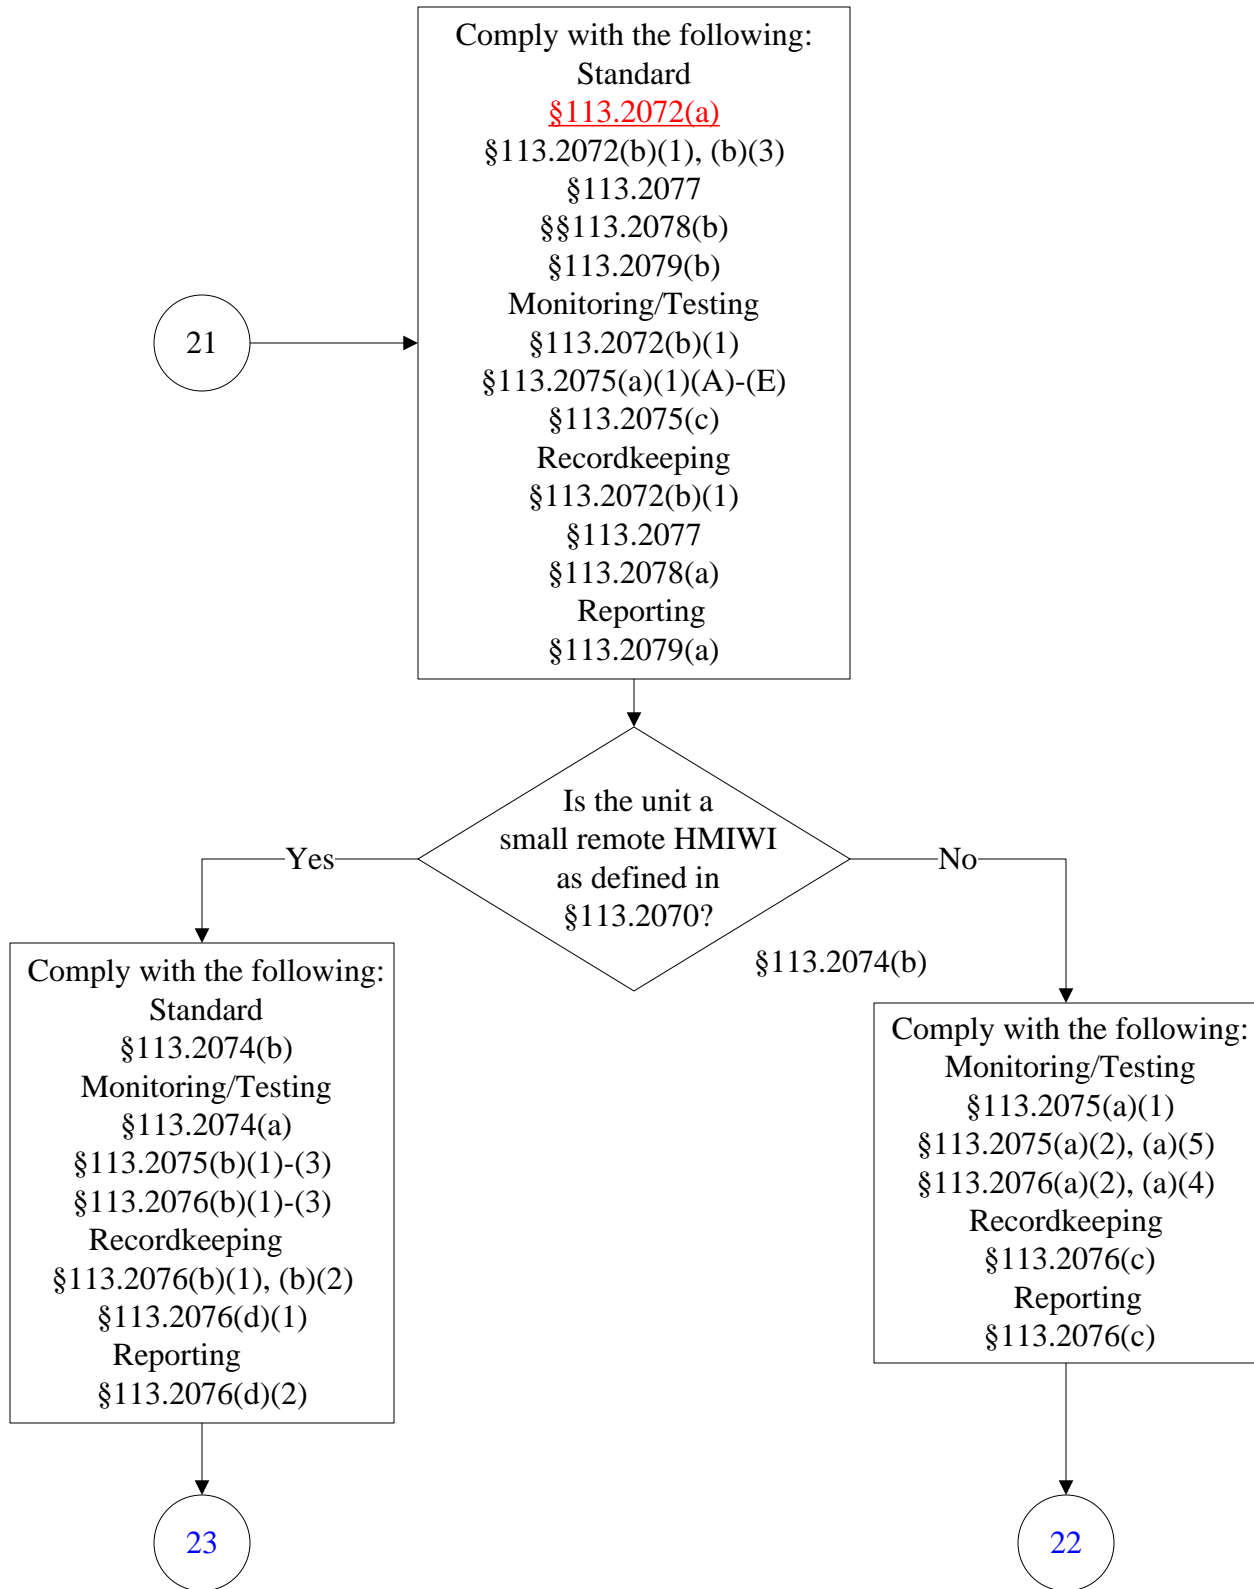 Comply with the following:
Standard
§113.2072(a)
§113.2072(b)(1), (b)(3)
§113.2077
§§113.2078(b)
§113.2079(b)
Monitoring/Testing
§113.2072(b)(1)
§113.2075(a)(1)(A)-(E)
§113.2075(c)
Recordkeeping
§113.2072(b)(1)
§113.2077
§113.2078(a)
Reporting
§113.2079(a)
21
Is the unit a
small remote HMIWI
as defined in
§113.2070?
Yes
No
§113.2074(b)
Comply with the following:
Standard
§113.2074(b)
Monitoring/Testing
§113.2074(a)
§113.2075(b)(1)-(3)
§113.2076(b)(1)-(3)
Recordkeeping
§113.2076(b)(1), (b)(2)
§113.2076(d)(1)
Reporting
§113.2076(d)(2)
Comply with the following:
Monitoring/Testing
§113.2075(a)(1)
§113.2075(a)(2), (a)(5)
§113.2076(a)(2), (a)(4)
Recordkeeping
§113.2076(c)
Reporting
§113.2076(c)
23
22